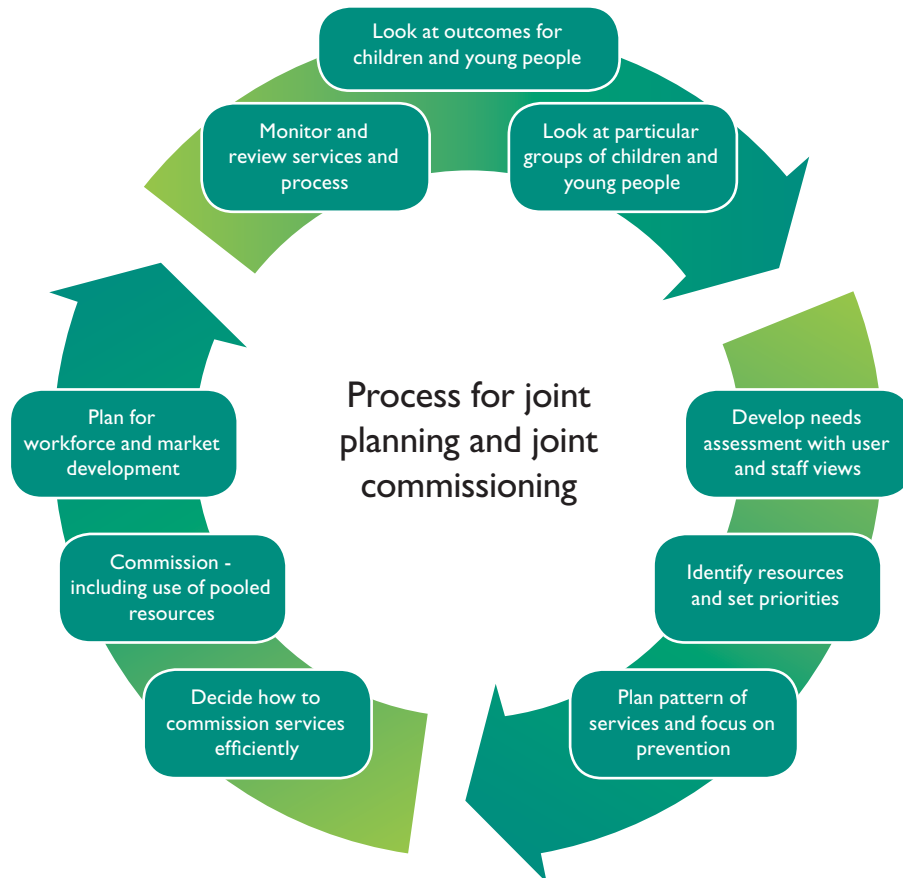 Look at outcomes for
children and young people
Monitor and
review services and
process
Look at particular
groups of children and
young people
Process for joint
planning and joint
commissioning
Plan for
workforce and market
development
Develop needs
assessment with user
and staff views
Commission -
including use of pooled
resources
Identify resources
and set priorities
Decide how to
commission services
efficiently
Plan pattern of
services and focus on
prevention